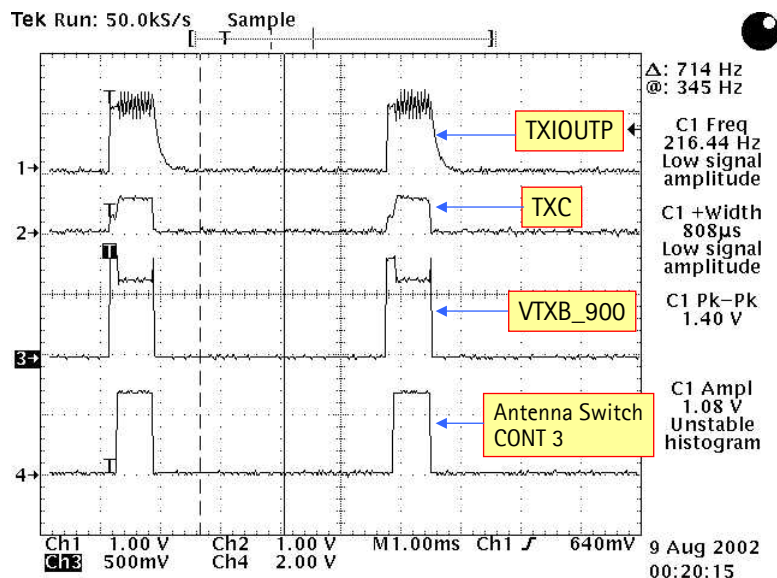 Tek Run: 50.0kS/s Sample
[ T ]
Δ: 714 Hz
@: 345 Hz
C1 Freq
216.44 Hz
Low signal
amplitude
C1 +Width
808µs
Low signal
amplitude
C1 Pk-Pk
1.40 V
C1 Ampl
1.08 V
Unstable
histogram
1
TXIOUTP
2
TXC
T
3
VTXB_900
Antenna Switch
CONT 3
4
Ch1 1.00 V Ch2 1.00 V M 1.00ms Ch1 640mV
Ch3 500mV Ch4 2.00 V
9 Aug 2002
00:20:15